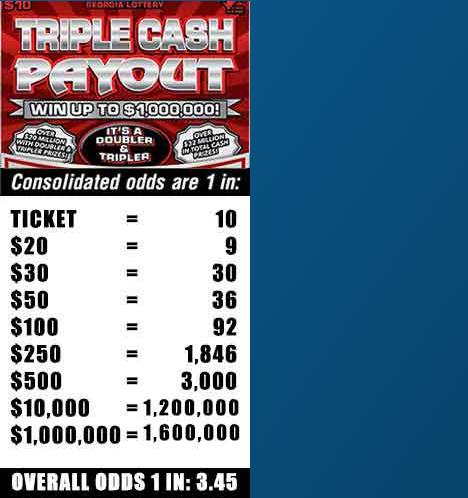 $10
GEORGIA LOTTERY
TRIPLE CASH
PAYOUT
WIN UP TO $1,000,000!
OVER
$20 MILLION
WITH DOUBLER &
TRIPLER PRIZES!
IT'S A
DOUBLER
&
TRIPLER
OVER
$32 MILLION
IN TOTAL CASH
PRIZES!
Consolidated odds are 1 in:
TICKET = 10
$20 = 9
$30 = 30
$50 = 36
$100 = 92
$250 = 1,846
$500 = 3,000
$10,000 = 1,200,000
$1,000,000 = 1,600,000
OVERALL ODDS 1 IN: 3.45